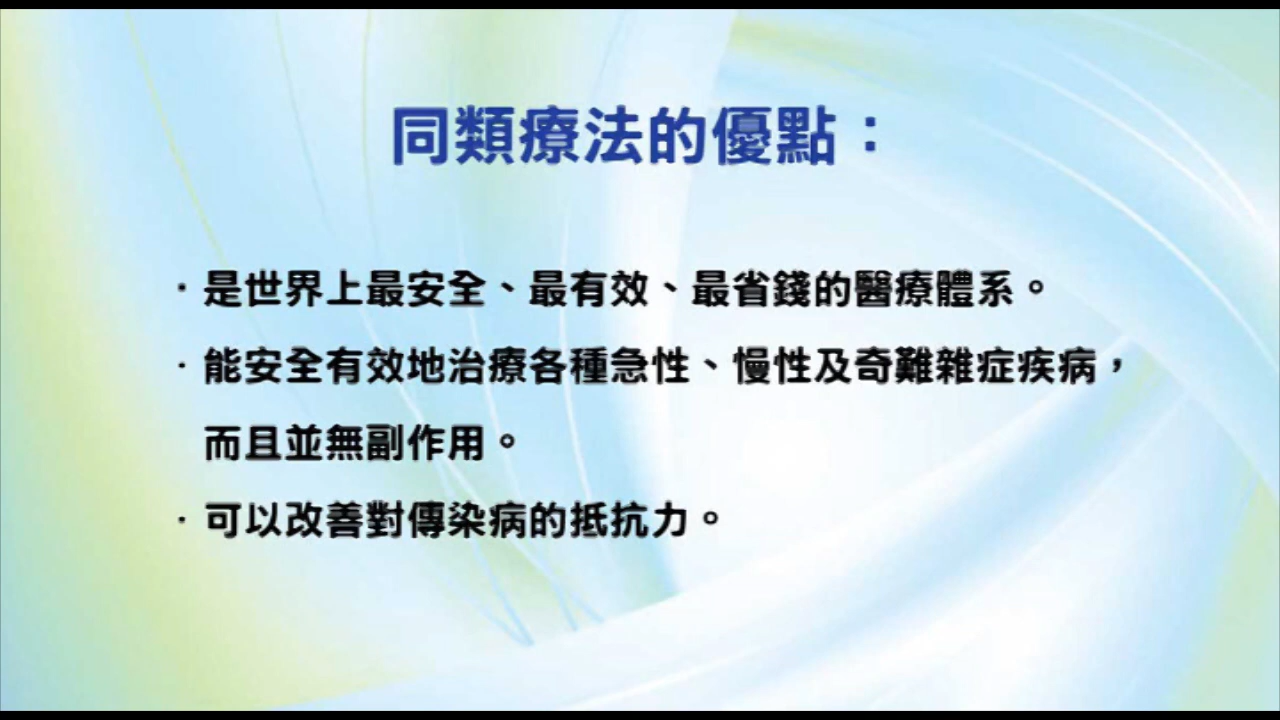 同類療法的優點：
·是世界上最安全、最有效、最省錢的醫療體系。
·能安全有效地治療各種急性、慢性及奇難雜症疾病，
而且並無副作用。
·可以改善對傳染病的抵抗力。